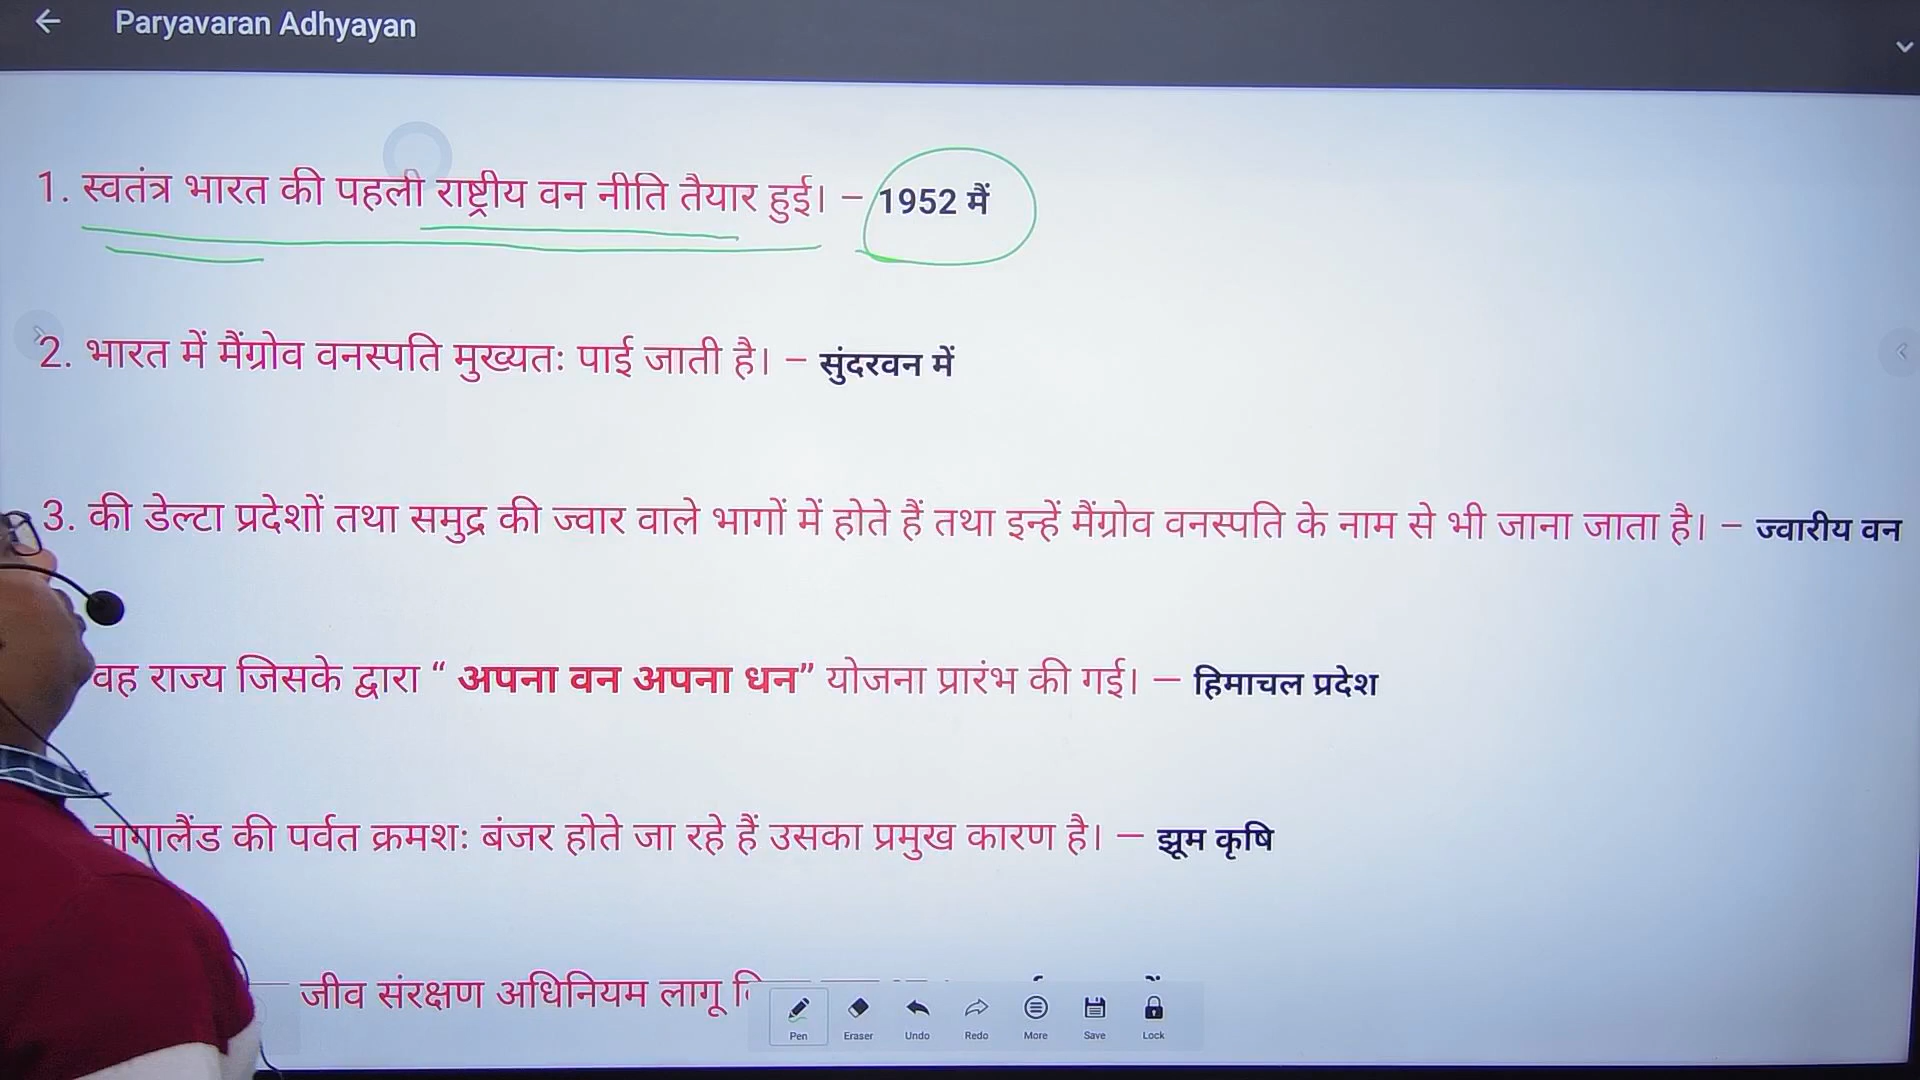 Paryavaran Adhyayan
1. स्वतंत्र भारत की पहली राष्ट्रीय वन नीति तैयार हुई। – 1952 मैं
2. भारत में मैंग्रोव वनस्पति मुख्यतः पाई जाती है। – सुंदरवन में
3. की डेल्टा प्रदेशों तथा समुद्र की ज्वार वाले भागों में होते हैं तथा इन्हें मैंग्रोव वनस्पति के नाम से भी जाना जाता है। – ज्वारीय वन
वह राज्य जिसके द्वारा “ अपना वन अपना धन” योजना प्रारंभ की गई। – हिमाचल प्रदेश
नागालैंड की पर्वत क्रमशः बंजर होते जा रहे हैं उसका प्रमुख कारण है। – झूम कृषि
जीव संरक्षण अधिनियम लागू
Pen Eraser Undo Redo More Save Lock